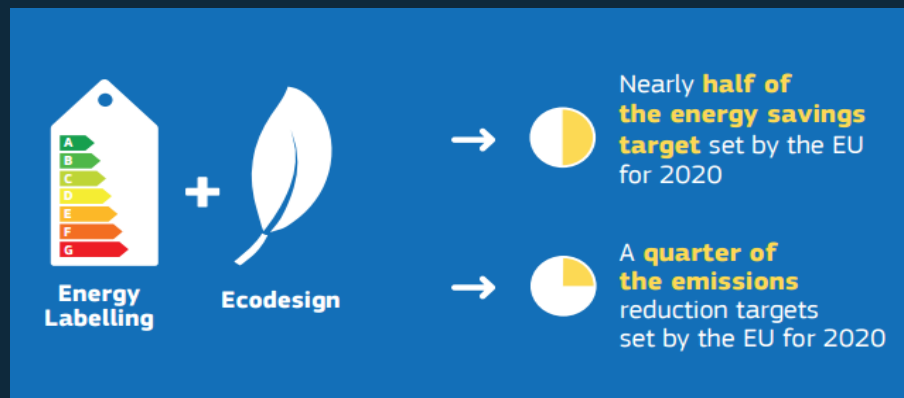 A
B
C
D
E
F
G
Energy
Labelling
Ecodesign
Nearly half of
the energy savings
target set by the EU
for 2020
A quarter of
the emissions
reduction targets
set by the EU for 2020